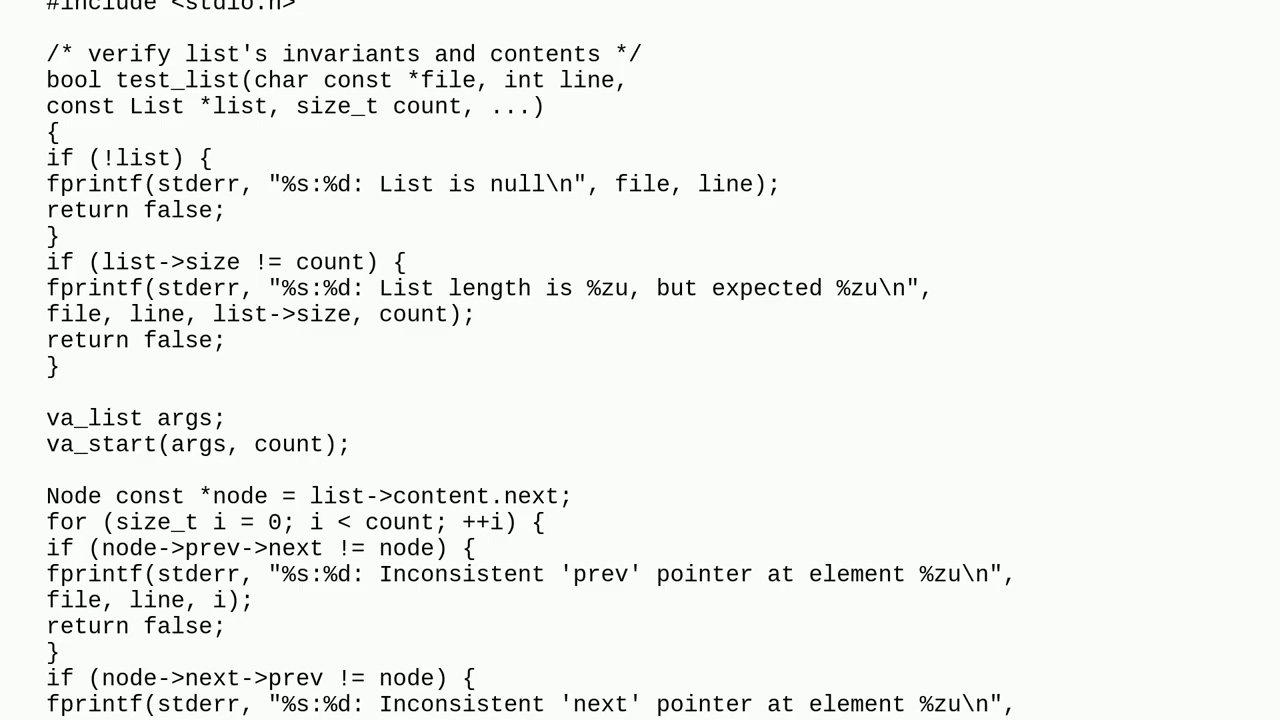 #include <stdio.h>
/* verify list's invariants and contents */
bool test_list(char const *file, int line,
const List *list, size_t count, ...)
{
if (!list) {
fprintf(stderr, "%s:%d: List is null\n", file, line);
return false;
}
if (list->size != count) {
fprintf(stderr, "%s:%d: List length is %zu, but expected %zu\n",
file, line, list->size, count);
return false;
}
va_list args;
va_start(args, count);
Node const *node = list->content.next;
for (size_t i = 0; i < count; ++i) {
if (node->prev->next != node) {
fprintf(stderr, "%s:%d: Inconsistent 'prev' pointer at element %zu\n",
file, line, i);
return false;
}
if (node->next->prev != node) {
fprintf(stderr, "%s:%d: Inconsistent 'next' pointer at element %zu\n",